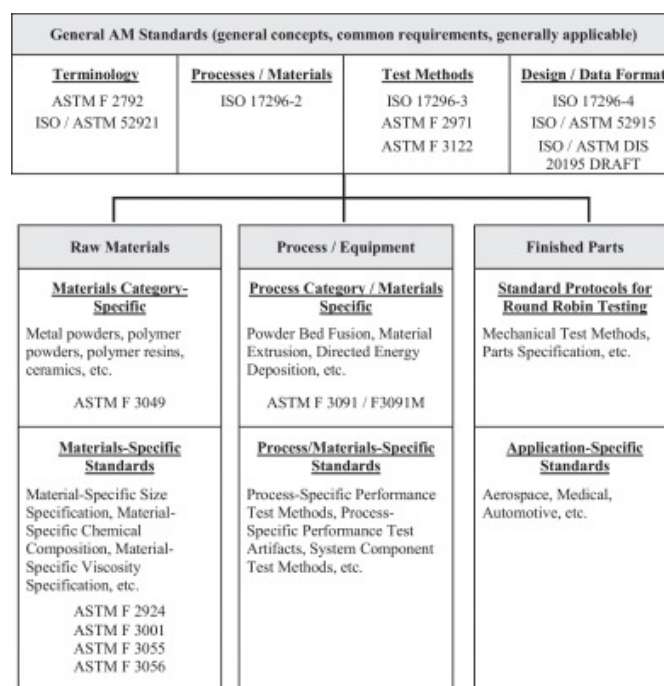 General AM Standards (general concepts, common requirements, generally applicable)
Terminology
ASTM F 2792
ISO / ASTM 52921
Processes / Materials
ISO 17296-2
Test Methods
ISO 17296-3
ASTM F 2971
ASTM F 3122
Design / Data Format
ISO 17296-4
ISO / ASTM 52915
ISO / ASTM DIS
20195 DRAFT
Raw Materials
Materials Category-
Specific
Metal powders, polymer
powders, polymer resins,
ceramics, etc.
ASTM F 3049
Materials-Specific
Standards
Material-Specific Size
Specification, Material-
Specific Chemical
Composition, Material-
Specific Viscosity
Specification, etc.
ASTM F 2924
ASTM F 3001
ASTM F 3055
ASTM F 3056
Process / Equipment
Process Category / Materials
Specific
Powder Bed Fusion, Material
Extrusion, Directed Energy
Deposition, etc.
ASTM F 3091 / F3091M
Process/Materials-Specific
Standards
Process-Specific Performance
Test Methods, Process-
Specific Performance Test
Artifacts, System Component
Test Methods, etc.
Finished Parts
Standard Protocols for
Round Robin Testing
Mechanical Test Methods,
Parts Specification, etc.
Application-Specific
Standards
Aerospace, Medical,
Automotive, etc.